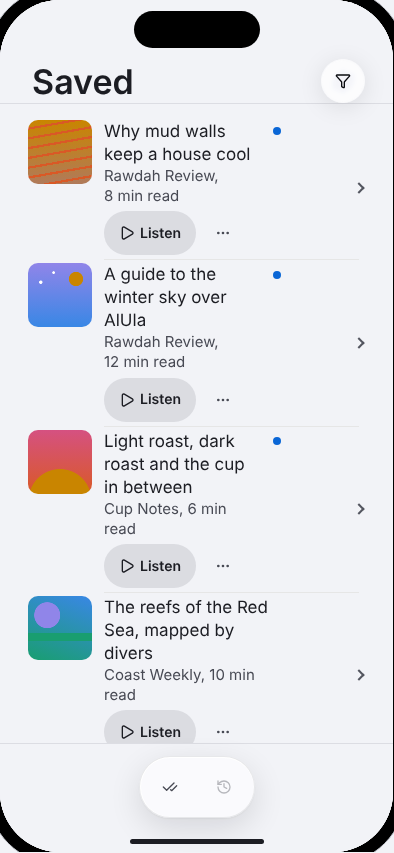 Saved
Why mud walls
keep a house cool
Rawdah Review,
8 min read
Listen
A guide to the
winter sky over
AlUla
Rawdah Review,
12 min read
Listen
Light roast, dark
roast and the cup
in between
Cup Notes, 6 min
read
Listen
The reefs of the Red
Sea, mapped by
divers
Coast Weekly, 10 min
read
Listen